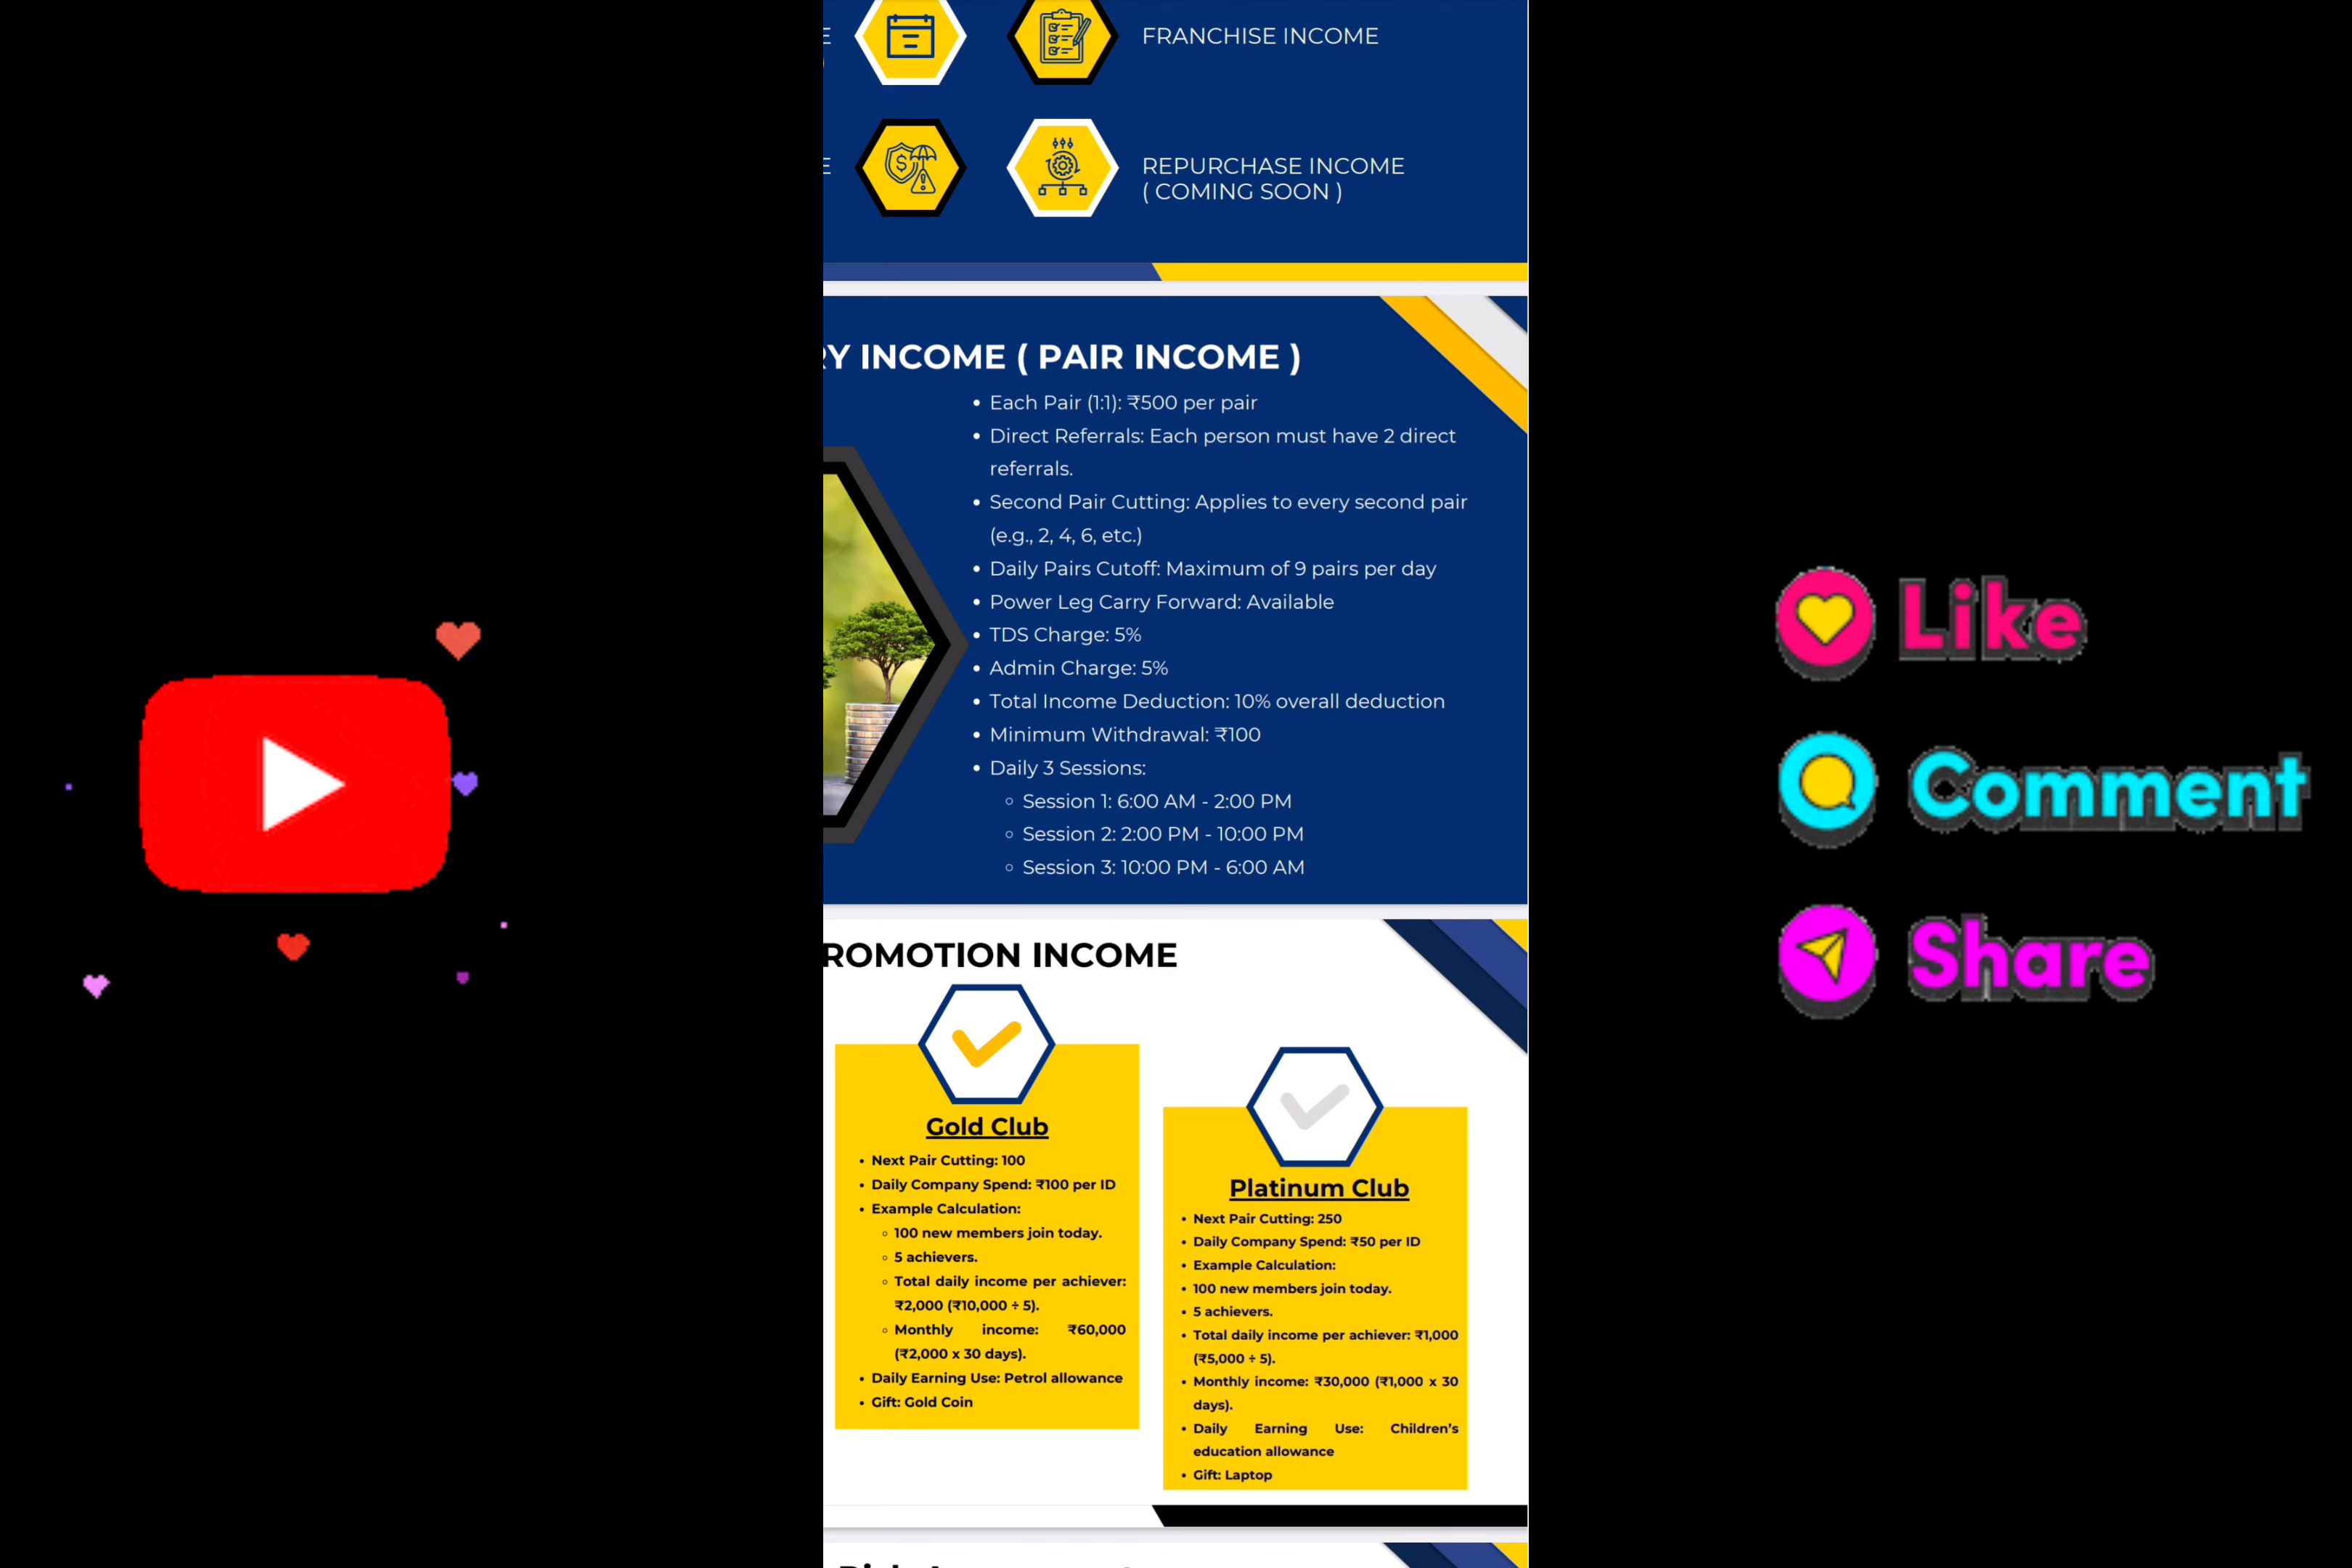 FRANCHISE INCOME
REPURCHASE INCOME
( COMING SOON )
RY INCOME ( PAIR INCOME )
• Each Pair (1:1): ₹500 per pair
• Direct Referrals: Each person must have 2 direct
referrals.
• Second Pair Cutting: Applies to every second pair
(e.g., 2, 4, 6, etc.)
• Daily Pairs Cutoff: Maximum of 9 pairs per day
• Power Leg Carry Forward: Available
• TDS Charge: 5%
• Admin Charge: 5%
• Total Income Deduction: 10% overall deduction
• Minimum Withdrawal: ₹100
• Daily 3 Sessions:
◦ Session 1: 6:00 AM - 2:00 PM
◦ Session 2: 2:00 PM - 10:00 PM
◦ Session 3: 10:00 PM - 6:00 AM
ROMOTION INCOME
Gold Club
• Next Pair Cutting: 100
• Daily Company Spend: ₹100 per ID
• Example Calculation:
◦ 100 new members join today.
◦ 5 achievers.
◦ Total daily income per achiever:
₹2,000 (₹10,000 ÷ 5).
◦ Monthly income: ₹60,000
(₹2,000 x 30 days).
• Daily Earning Use: Petrol allowance
• Gift: Gold Coin
Platinum Club
• Next Pair Cutting: 250
• Daily Company Spend: ₹50 per ID
• Example Calculation:
• 100 new members join today.
• 5 achievers.
• Total daily income per achiever: ₹1,000
(₹5,000 ÷ 5).
• Monthly income: ₹30,000 (₹1,000 x 30
days).
• Daily Earning Use: Children's
education allowance
• Gift: Laptop
Like
Comment
Share